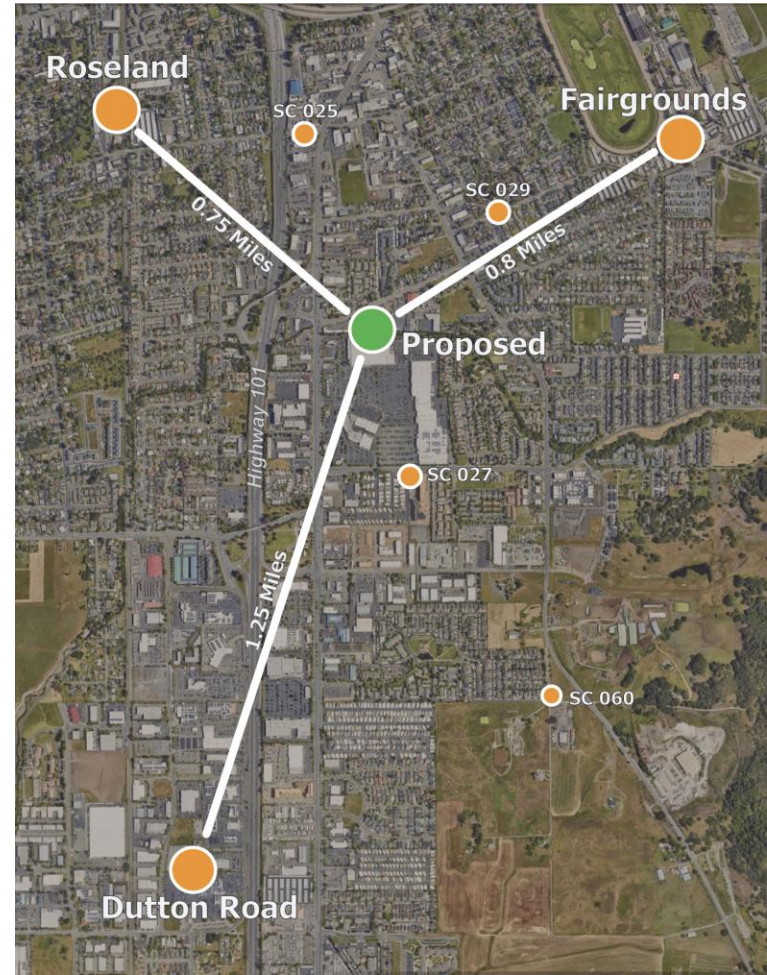 Roseland
SC 025
Fairgrounds
SC 029
0.75 Miles
0.8 Miles
Proposed
Highway 101
SC 027
1.25 Miles
SC 060
Dutton Road